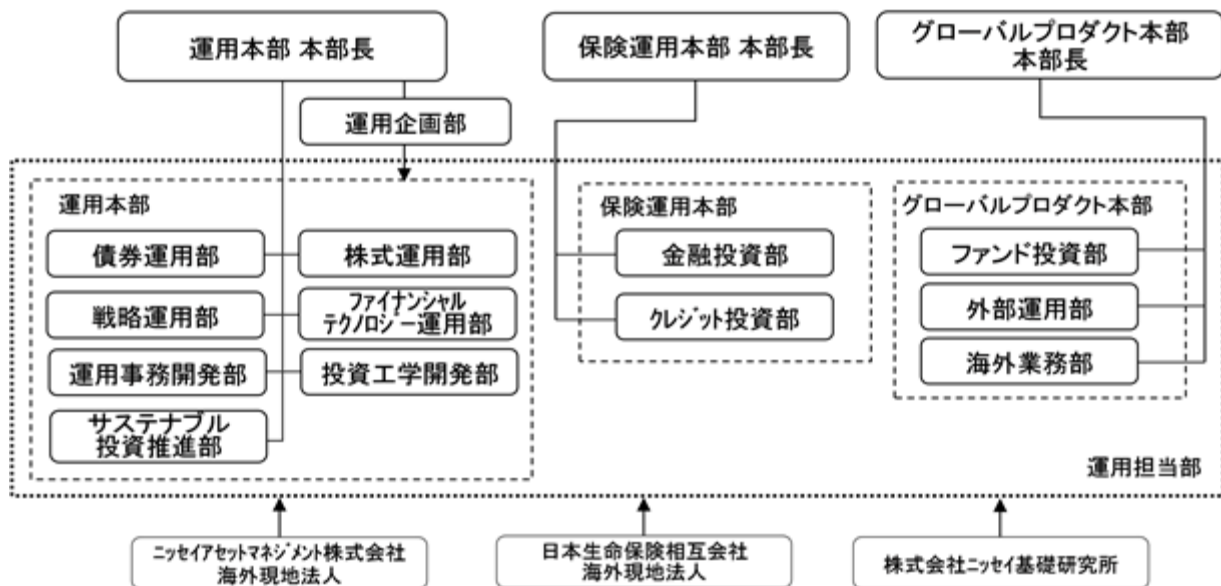 運用本部 本部長
保険運用本部 本部長
グローバルプロダクト本部
本部長
運用企画部
運用本部
債券運用部
株式運用部
戦略運用部
ファイナンシャル
テクノロジー運用部
運用事務開発部
投資工学開発部
サステナブル
投資推進部
保険運用本部
金融投資部
クレジット投資部
グローバルプロダクト本部
ファンド投資部
外部運用部
海外業務部
運用担当部
ニッセイアセットマネジメント株式会社
海外現地法人
日本生命保険相互会社
海外現地法人
株式会社ニッセイ基礎研究所